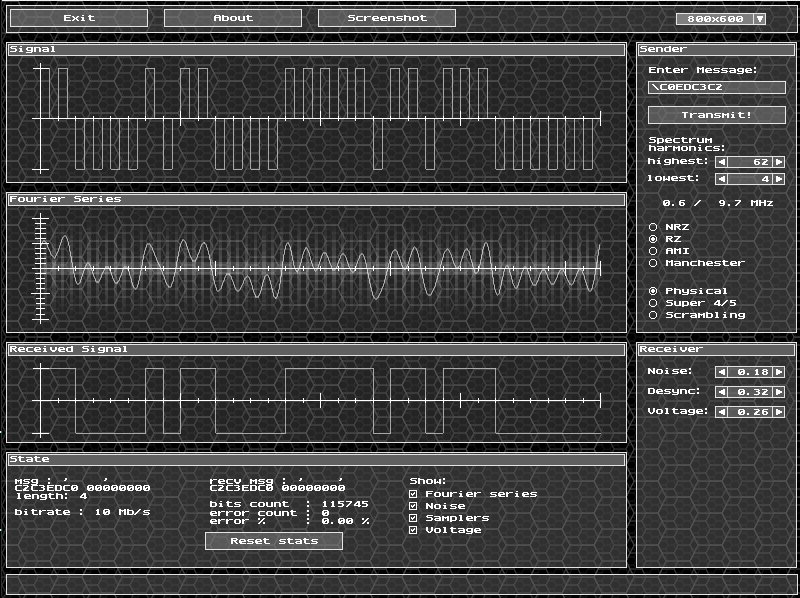 Exit About Screenshot 800x600
Signal
Sender
Enter Message:
\C0EDC3C2
Transmit!
Spectrum
harmonics:
highest: 62
lowest: 4
0.6 / 9.7 MHz
NRZ
RZ
AMI
Manchester
Physical
Super 4/5
Scrambling
Fourier Series
Received Signal
Receiver
Noise: 0.18
Desync: 0.32
Voltage: 0.26
State
msg : ' '
C2C3EDC0 00000000
length: 4
bitrate : 10 Mb/s
recv msg : ' '
C2C3EDC0 00000000
bits count : 115745
error count : 0
error % : 0.00 %
Reset stats
Show:
Fourier series
Noise
Samplers
Voltage